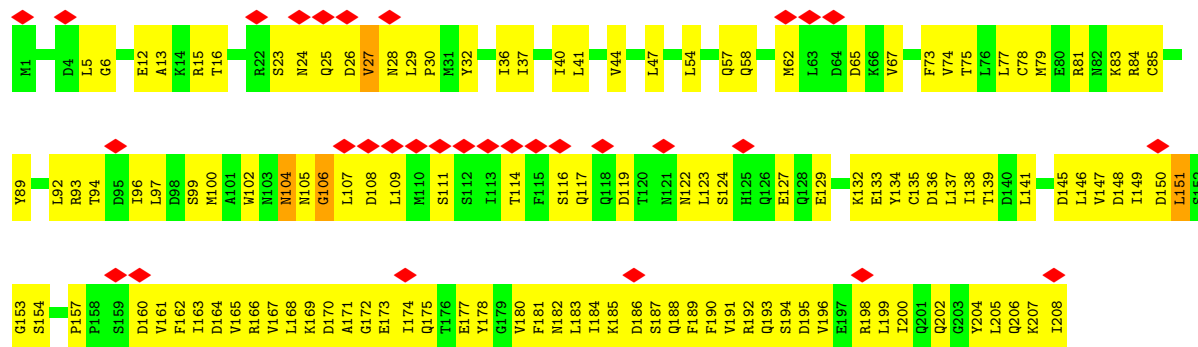 M1 D4 L5 G6 E12 A13 K14 R15 T16 R22 S23 N24 Q25 D26 V27 N28 L29 P30 M31 Y32 I36 I37 I40 L41 V44 L47 L54 Q57 Q58 M62 L63 D64 D65 K66 V67 F73 V74 T75 L76 L77 C78 M79 E80 R81 N82 K83 R84 C85
Y89 L92 R93 T94 D95 I96 L97 D98 S99 M100 A101 W102 N103 N104 N105 G106 L107 D108 L109 M110 S111 S112 I113 T114 F115 S116 Q117 Q118 D119 T120 N121 N122 L123 S124 H125 Q126 E127 Q128 E129 K132 E133 Y134 C135 D136 L137 I138 T139 D140 L141 D145 L146 V147 D148 I149 D150 L151 S152
G153 S154 P157 P158 S159 D160 V161 F162 I163 D164 V165 R166 V167 L168 K169 D170 A171 G172 E173 I174 Q175 T176 E177 Y178 G179 V180 F181 N182 L183 I184 K185 D186 S187 Q188 F189 F190 V191 R192 Q193 S194 D195 V196 E197 R198 L199 I200 Q201 Q202 G203 Y204 L205 Q206 K207 I208